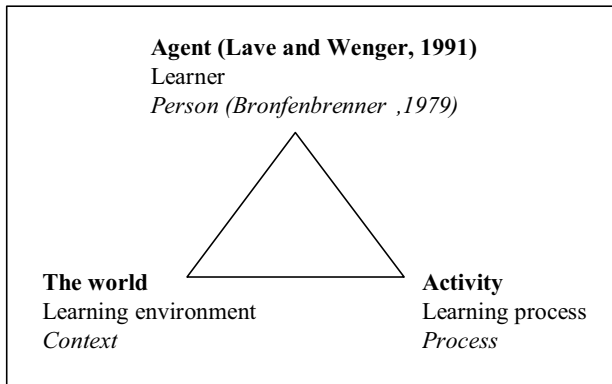 Agent (Lave and Wenger, 1991)
Learner
Person (Bronfenbrenner ,1979)
The world
Learning environment
Context
Activity
Learning process
Process